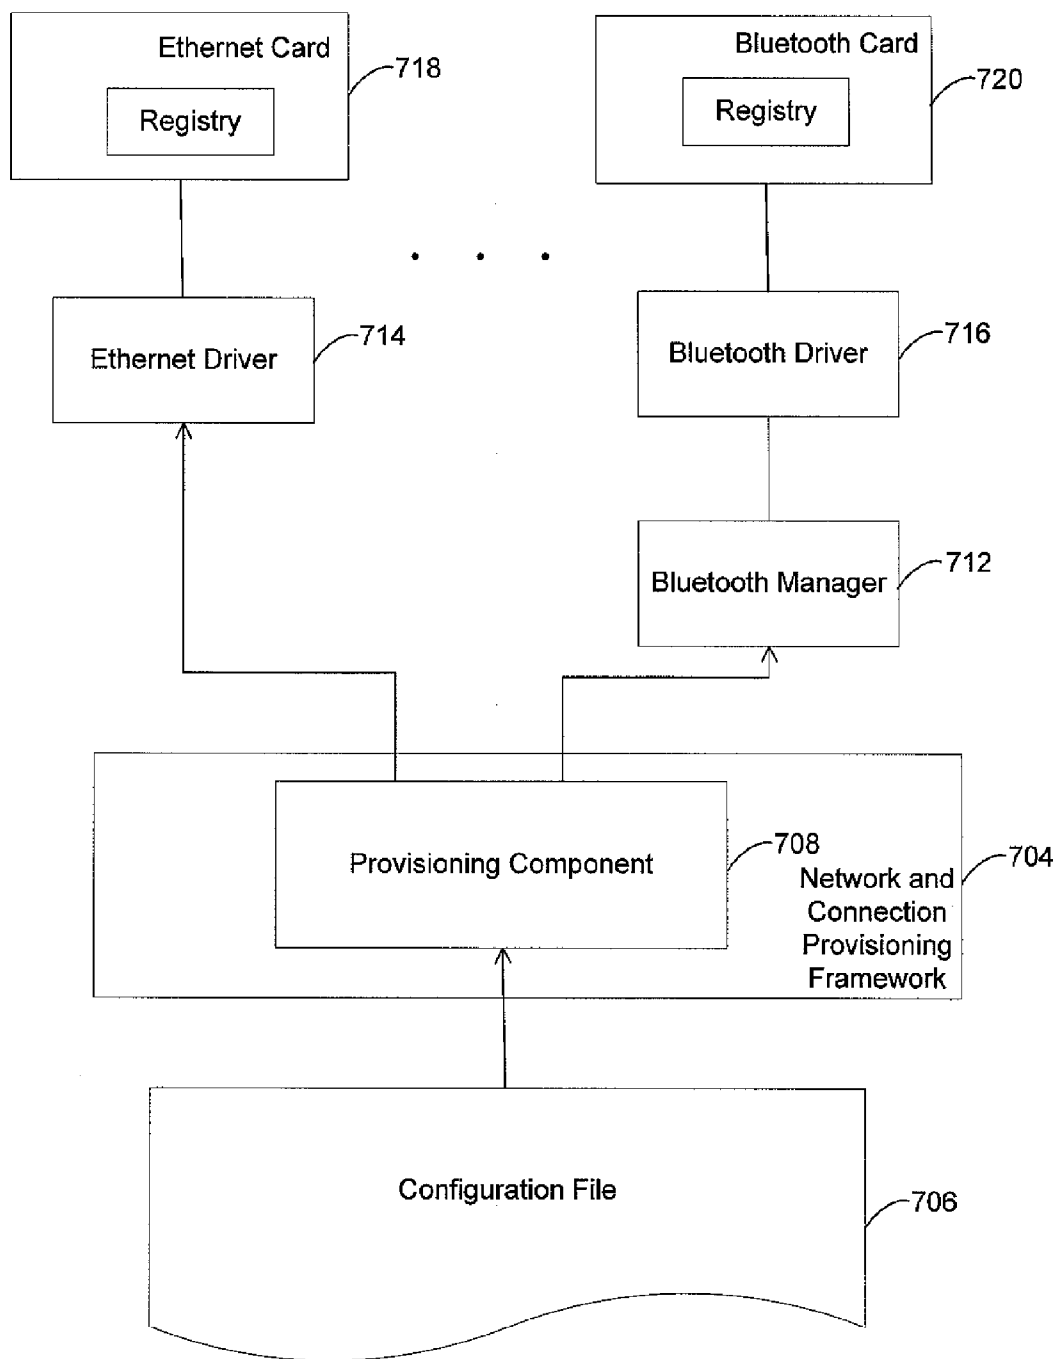 Ethernet Card
718
Registry
Bluetooth Card
720
Registry
Ethernet Driver
714
Bluetooth Driver
716
Bluetooth Manager
712
Provisioning Component
708
704
Network and
Connection
Provisioning
Framework
Configuration File
706